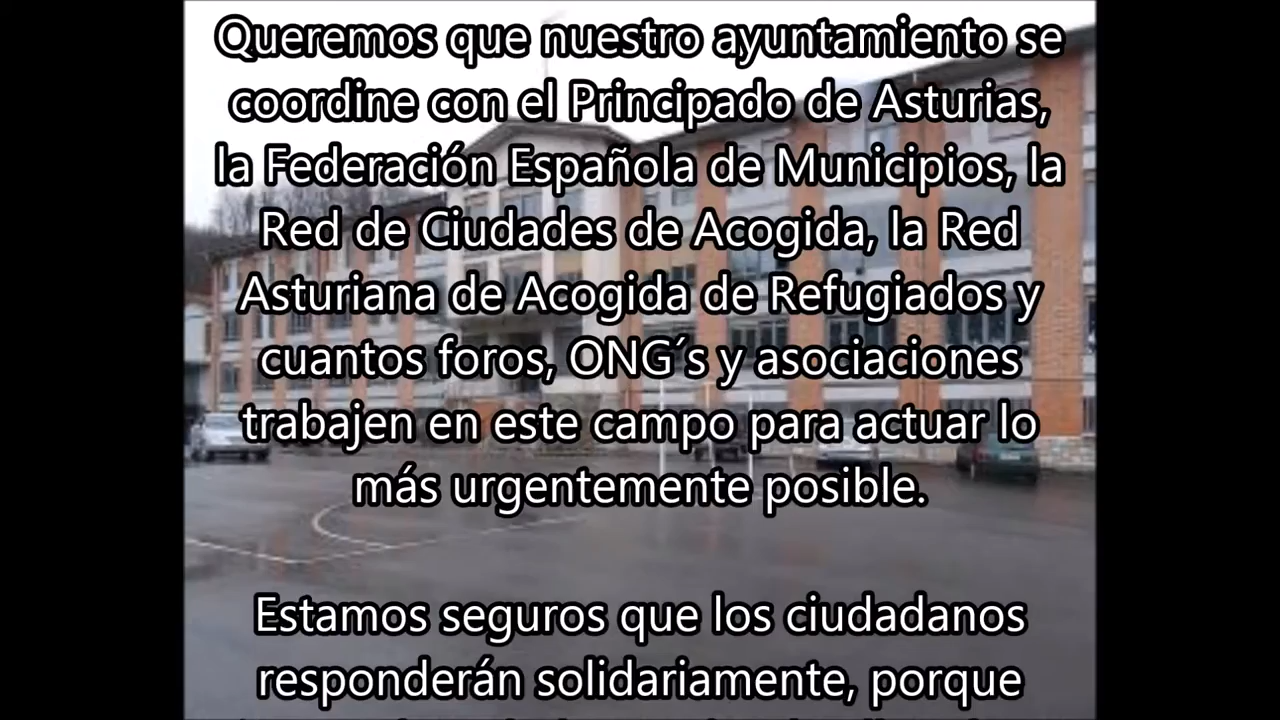 Queremos que nuestro ayuntamiento se
coordine con el Principado de Asturias,
la Federación Española de Municipios, la
Red de Ciudades de Acogida, la Red
Asturiana de Acogida de Refugiados y
cuantos foros, ONG´s y asociaciones
trabajen en este campo para actuar lo
más urgentemente posible.
Estamos seguros que los ciudadanos
responderán solidariamente, porque